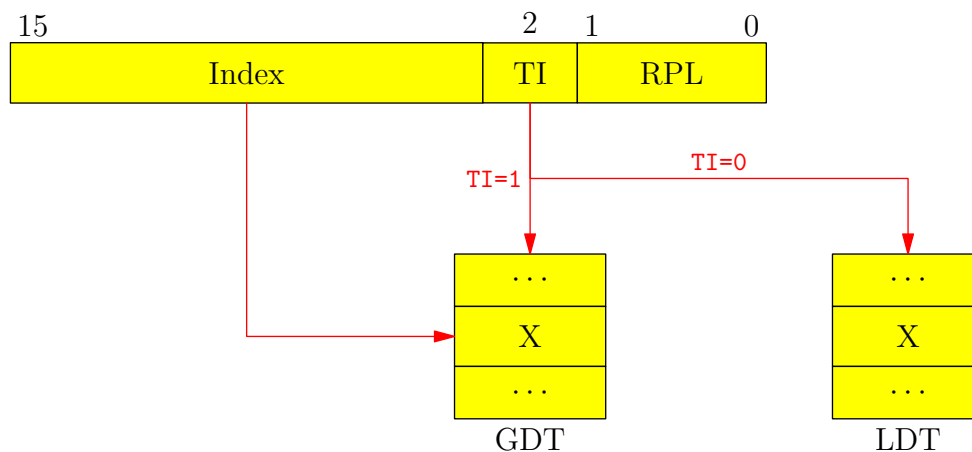 15 2 1 0
Index TI RPL
TI=0
TI=1
... ...
X X
... ...
GDT LDT